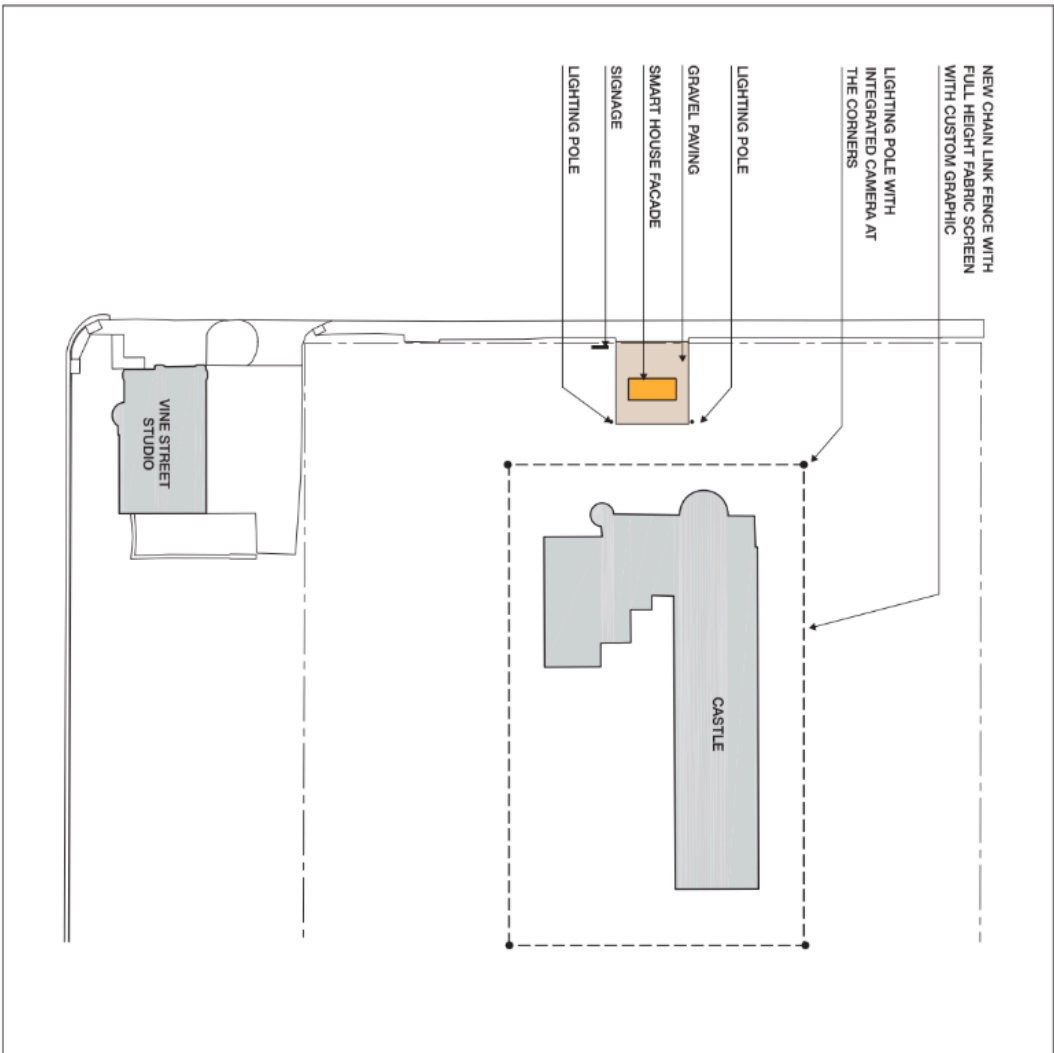 NEW CHAIN LINK FENCE WITH
FULL HEIGHT FABRIC SCREEN
WITH CUSTOM GRAPHIC
LIGHTING POLE WITH
INTEGRATED CAMERA AT
THE CORNERS
LIGHTING POLE
GRAVEL PAVING
SMART HOUSE FACADE
SIGNAGE
LIGHTING POLE
CASTLE
VINE STREET
STUDIO